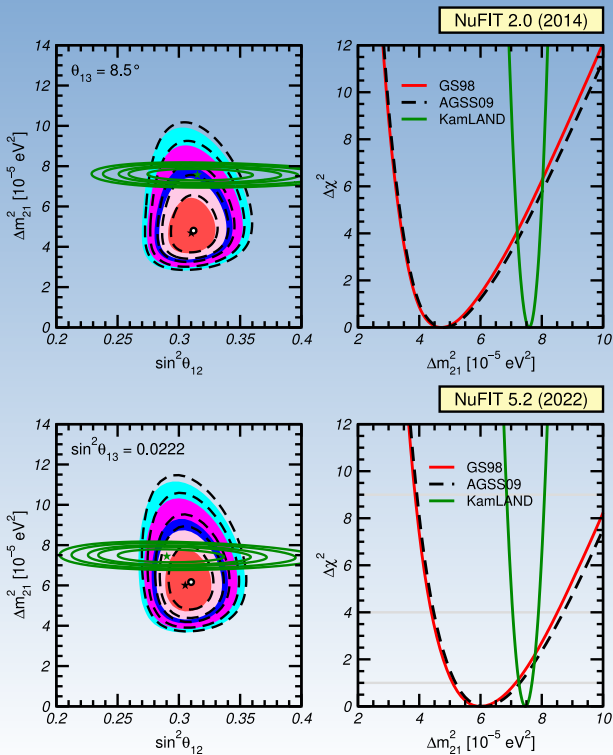 NuFIT 2.0 (2014)
θ13 = 8.5°
Δm²21 [10⁻⁵ eV²]
14
12
10
8
6
4
2
0
0.2 0.25 0.3 0.35 0.4
sin²θ12
GS98
AGSS09
KamLAND
Δχ²
12
10
8
6
4
2
0
2 4 6 8 10
Δm²21 [10⁻⁵ eV²]
NuFIT 5.2 (2022)
sin²θ13 = 0.0222
Δm²21 [10⁻⁵ eV²]
14
12
10
8
6
4
2
0
0.2 0.25 0.3 0.35 0.4
sin²θ12
GS98
AGSS09
KamLAND
Δχ²
12
10
8
6
4
2
0
2 4 6 8 10
Δm²21 [10⁻⁵ eV²]